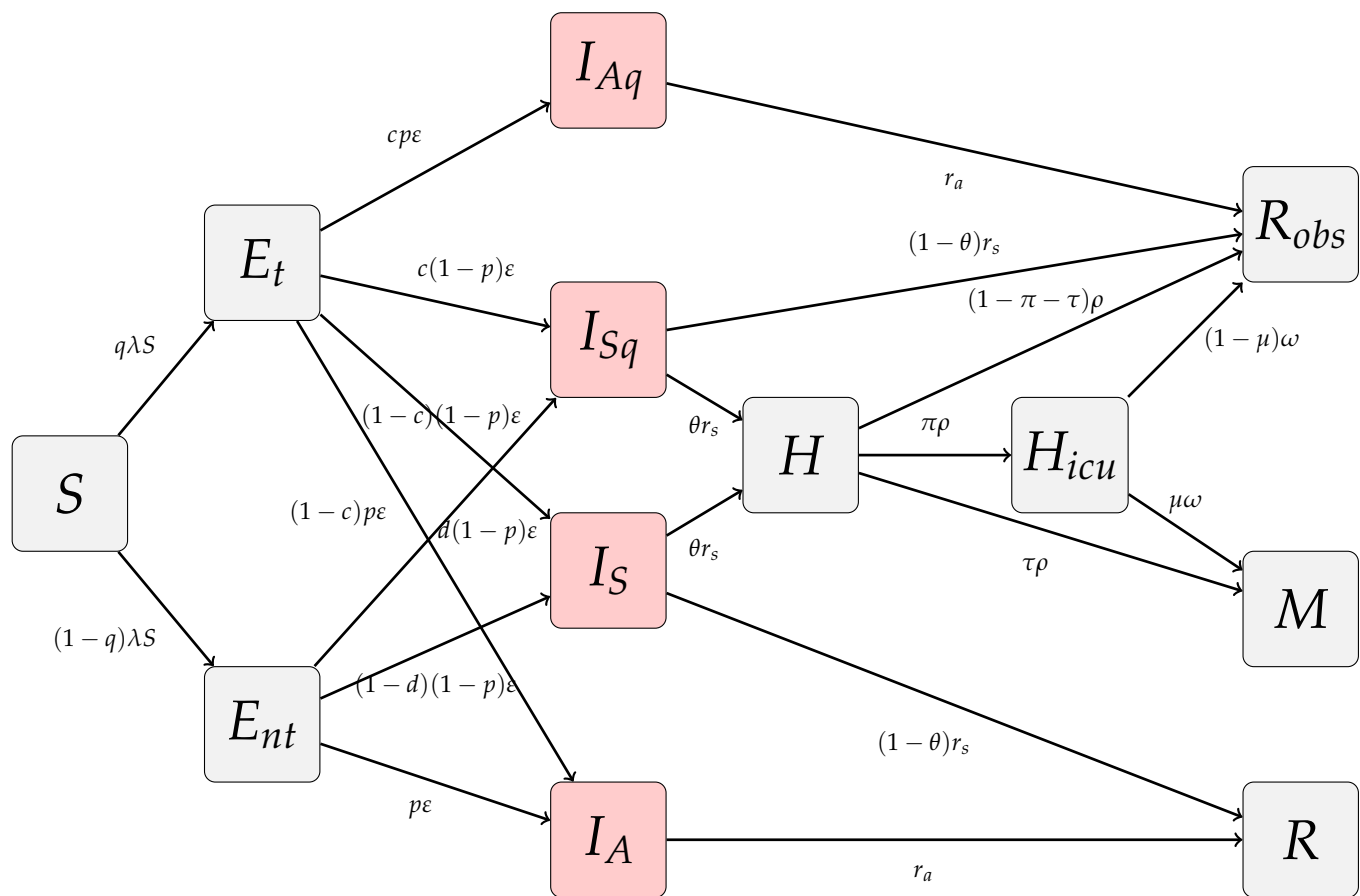 I_{Aq}
cpε
r_a
R_{obs}
E_t
(1 − θ)r_s
c(1 − p)ε
(1 − π − τ)ρ
I_{Sq}
qλS
(1 − μ)ω
(1 − c)(1 − p)ε
θr_s
πρ
H
H_{icu}
S
μω
(1 − c)pε
d(1 − p)ε
θr_s
τρ
I_S
M
(1 − q)λS
(1 − d)(1 − p)ε
E_{nt}
(1 − θ)r_s
pε
I_A
R
r_a